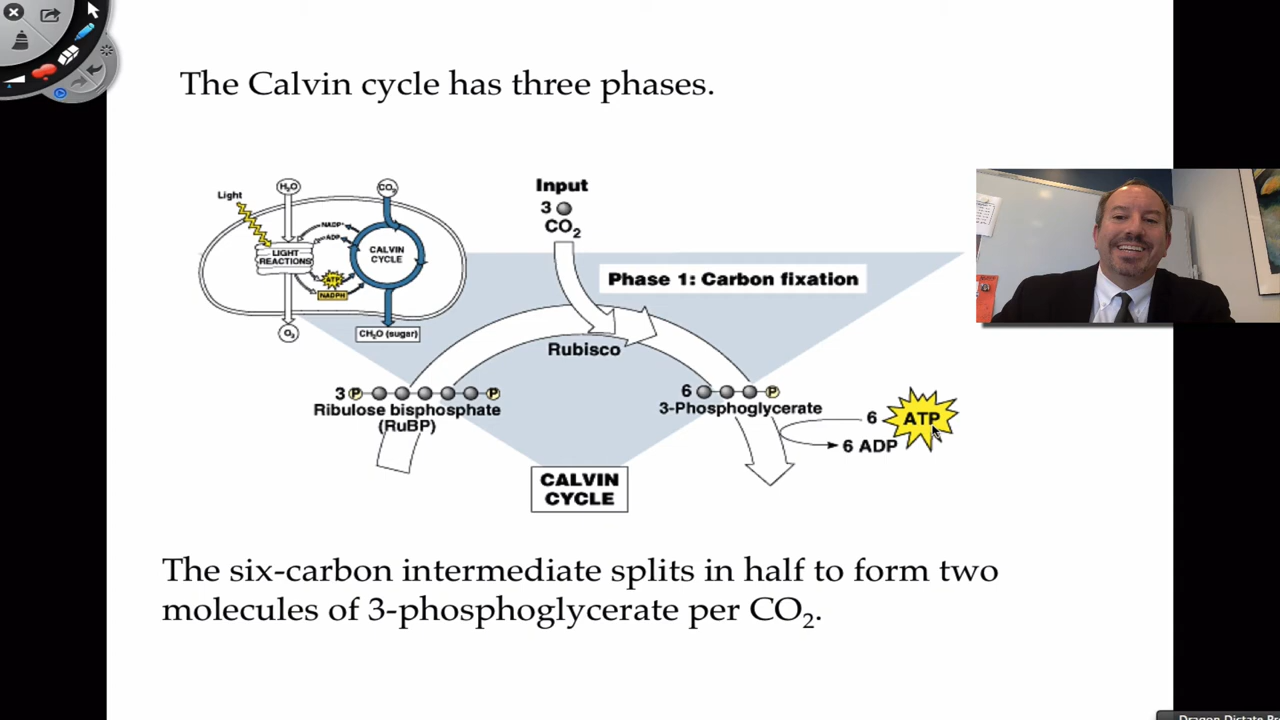 The Calvin cycle has three phases.
Input
3
CO₂
Light
H₂O
CO₂
NADP⁺
ADP
LIGHT
REACTIONS
CALVIN
CYCLE
ATP
NADPH
O₂
CH₂O (sugar)
Phase 1: Carbon fixation
Rubisco
3 P P
Ribulose bisphosphate
(RuBP)
6 P
3-Phosphoglycerate
6 ATP
6 ADP
CALVIN
CYCLE
The six-carbon intermediate splits in half to form two
molecules of 3-phosphoglycerate per CO₂.